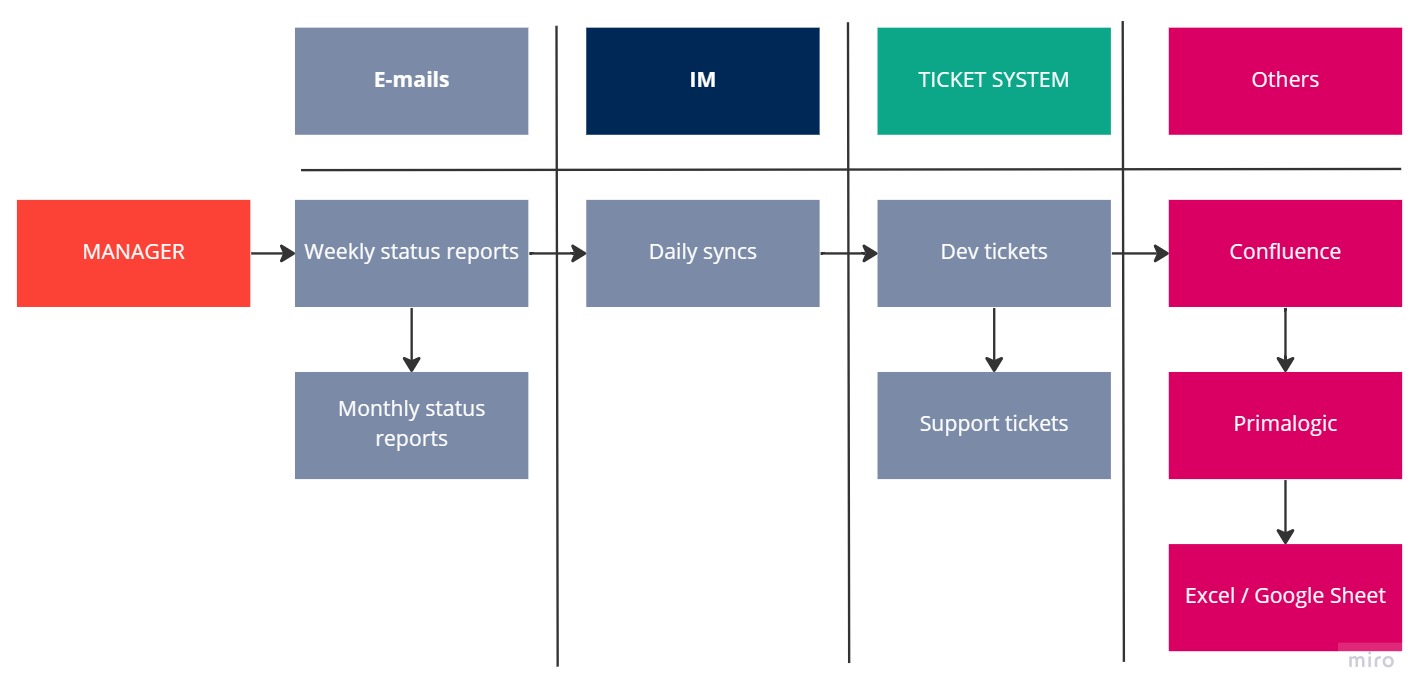 E-mails
IM
TICKET SYSTEM
Others
MANAGER
Weekly status reports
Daily syncs
Dev tickets
Confluence
Monthly status
reports
Support tickets
Primalogic
Excel / Google Sheet
miro